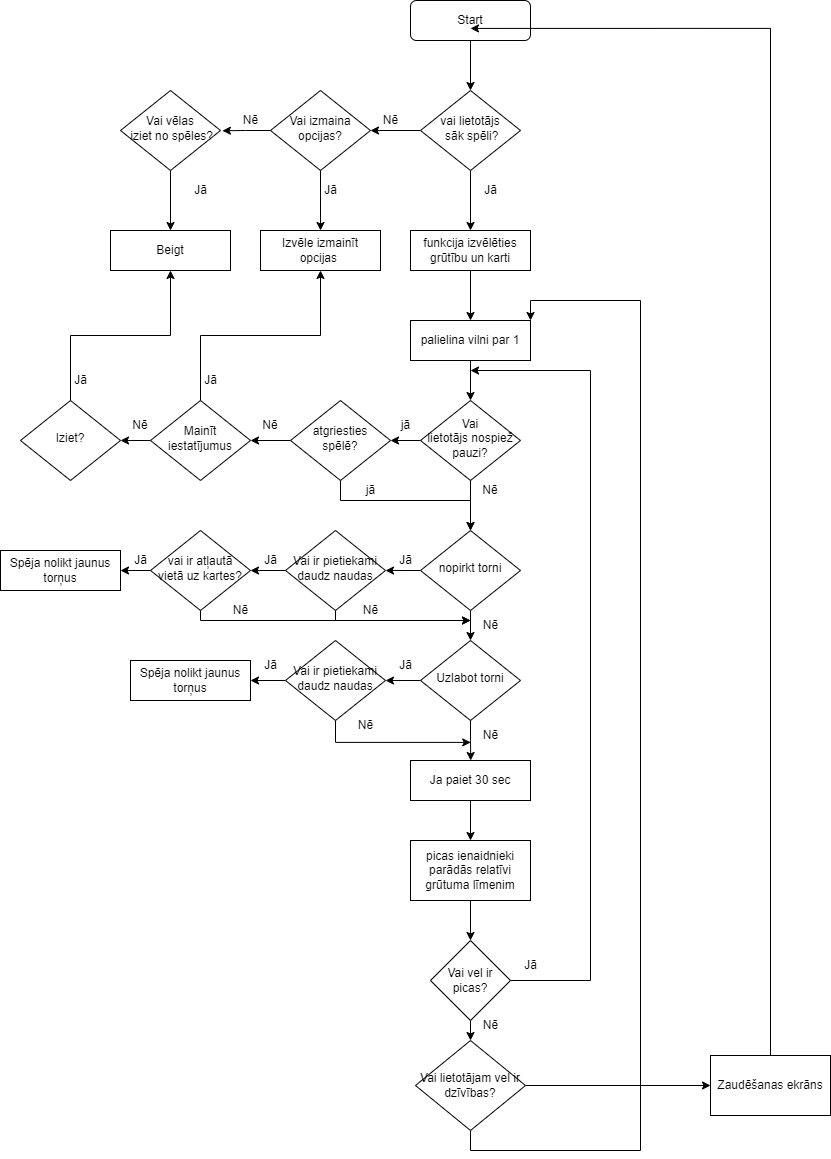 Start
Vai vēlas
iziet no spēles?
Nē
Vai izmaina
opcijas?
Nē
vai lietotājs
sāk spēli?
Jā
Jā
Jā
Beigt
Izvēle izmainīt
opcijas
funkcija izvēlēties
grūtību un karti
palielina vilni par 1
Jā
Jā
Iziet?
Nē
Mainīt
iestatījumus
Nē
atgriesties
spēlē?
jā
Vai
lietotājs nospiež
pauzi?
jā
Nē
Spēja nolikt jaunus
torņus
Jā
vai ir atļautā
vietā uz kartes?
Jā
Vai ir pietiekami
daudz naudas
Jā
nopirkt torni
Nē
Nē
Nē
Spēja nolikt jaunus
torņus
Jā
Vai ir pietiekami
daudz naudas
Jā
Uzlabot torni
Nē
Nē
Ja paiet 30 sec
picas ienaidnieki
parādās relatīvi
grūtuma līmenim
Vai vel ir
picas?
Jā
Nē
Vai lietotājam vel ir
dzīvības?
Zaudēšanas ekrāns